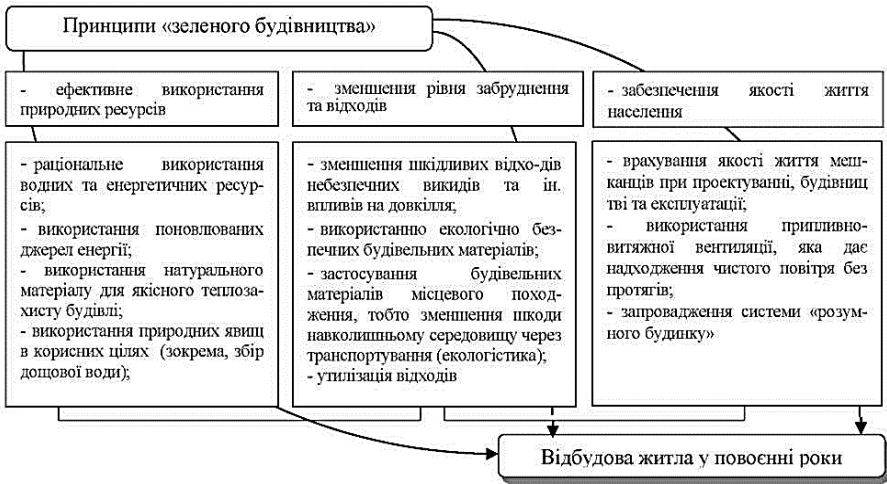 Принципи «зеленого будівництва»
- ефективне використання
природних ресурсів
- зменшення рівня забруднення
та відходів
- забезпечення якості життя
населення
- раціональне використання
водних та енергетичних ресур-
сів;
- використання поновлюваних
джерел енергії;
- використання натурального
матеріалу для якісного теплоза-
хисту будівлі;
- використання природних явищ
в корисних цілях (зокрема, збір
дощової води);
- зменшення шкідливих відхо-дів
небезпечних викидів та ін.
впливів на довкілля;
- використанню екологічно без-
печних будівельних матеріалів;
- застосування будівельних
матеріалів місцевого поход-
ження, тобто зменшення шкоди
навколишньому середовищу через
транспортування (екологістика);
- утилізація відходів
- врахування якості життя меш-
канців при проектуванні, будівниц
тві та експлуатації;
- використання припливно-
витяжної вентиляції, яка дає
надходження чистого повітря без
протягів;
- запровадження системи «розум-
ного будинку»
Відбудова житла у повоєнні роки